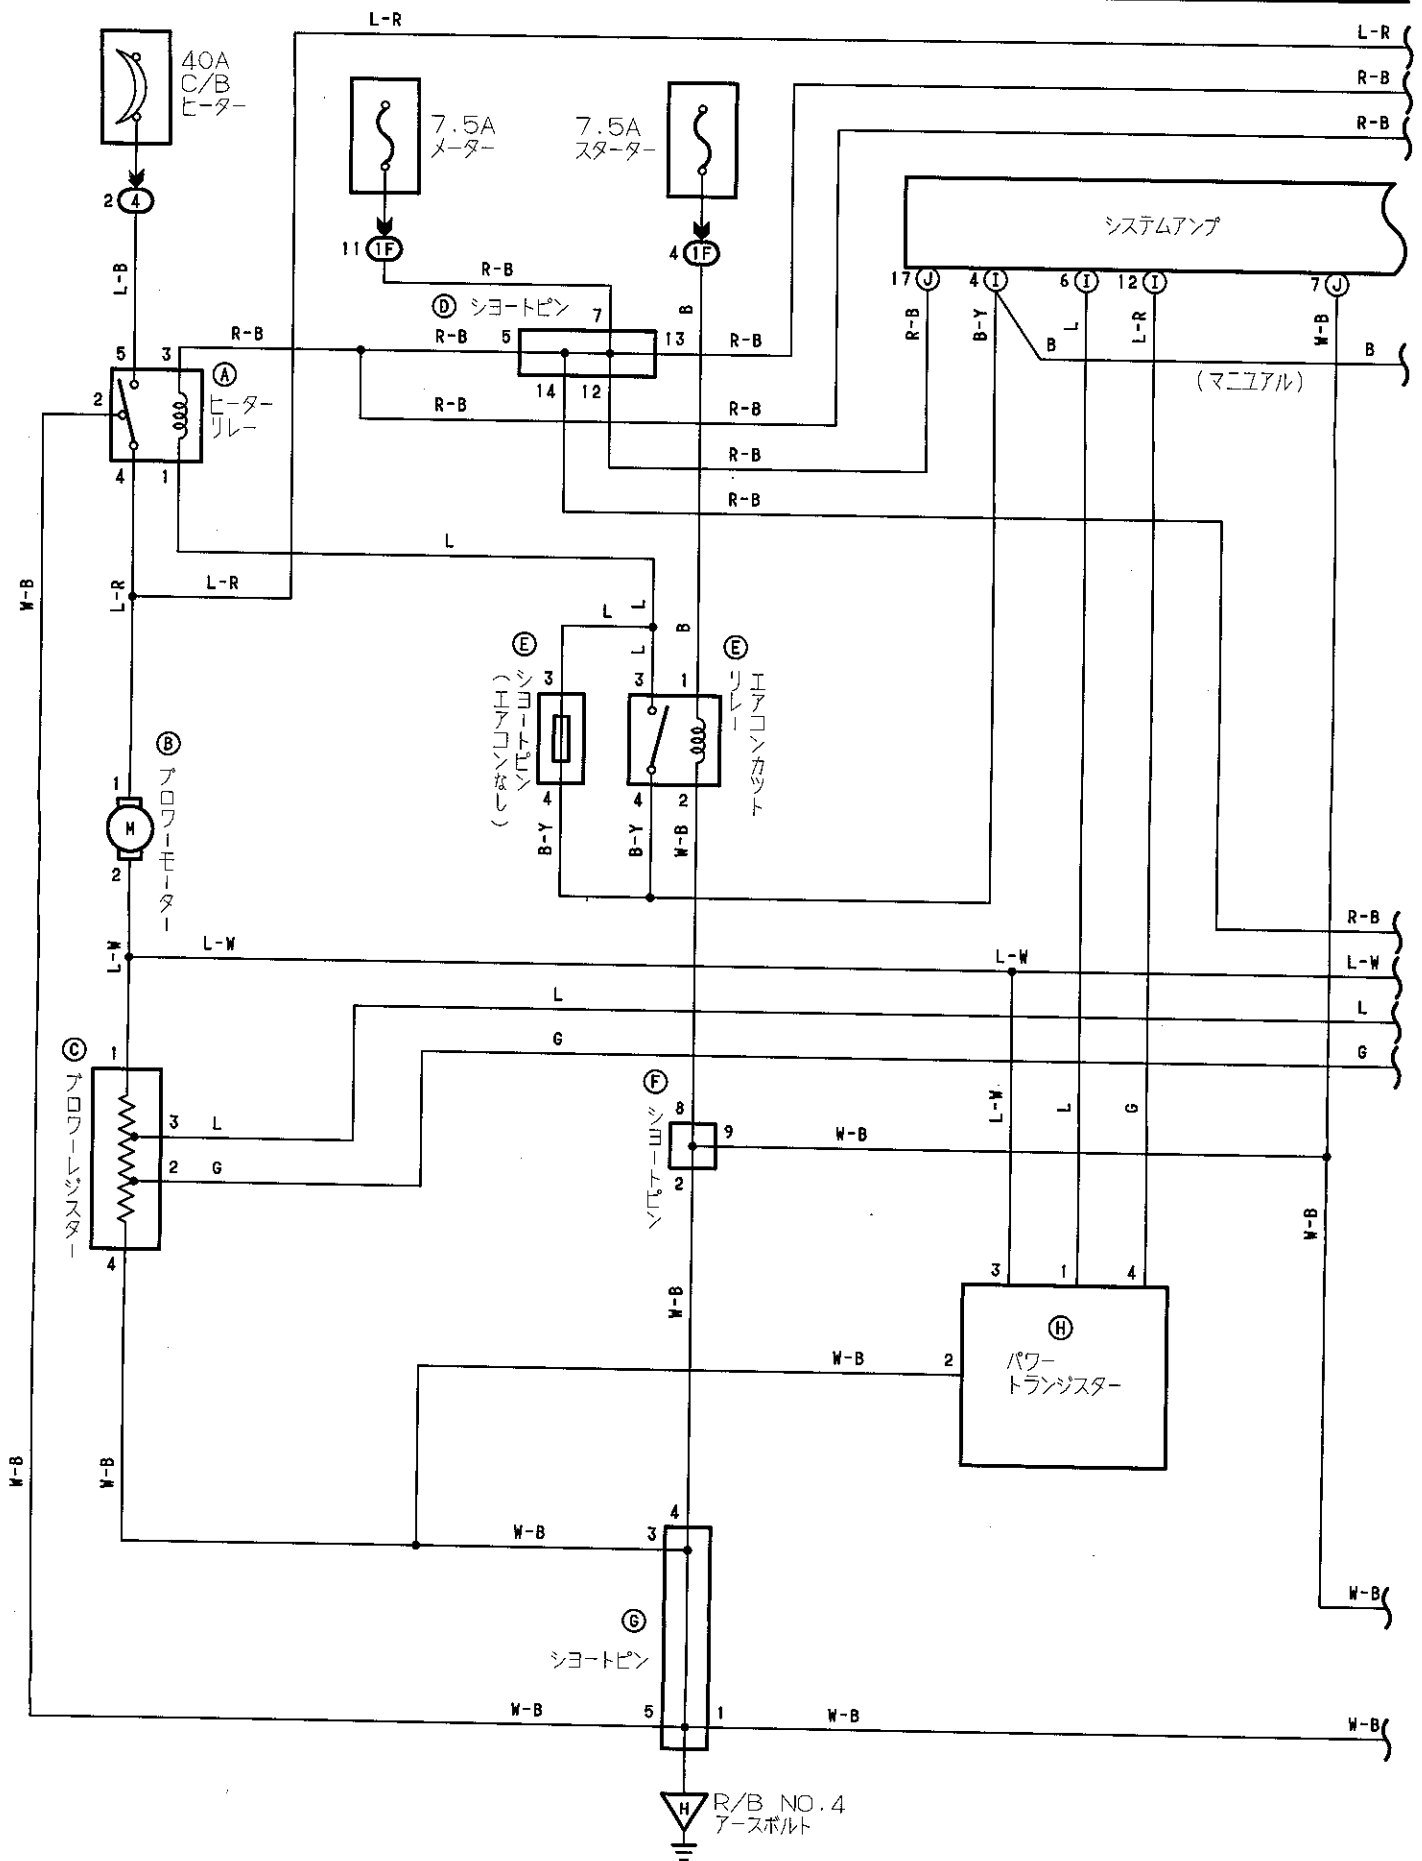 L-R
L-R
40A
C/B
ヒーター
R-B
7.5A
メーター
7.5A
スターター
R-B
システムアンプ
2 4
11 1F
4 1F
17 J
4 I
6 I
12 I
7 J
L-B
R-B
D ショートピン
7
B
R-B
B-Y
L
L-R
W-B
5 3
R-B
R-B
5
13
R-B
B
B
(マニュアル)
A
ヒーター
リレー
2
14
12
R-B
R-B
4 1
R-B
R-B
L
W-B
L-R
L-R
L
L
B
E
ショートピン
(エアコンなし)
3
L
3
1
E
エアコンカット
リレー
4
4
2
B-Y
B-Y
W-B
B
ブロワーモーター
1
M
2
R-B
L-W
L-W
L-W
L-W
L
L
G
G
C
ブロワーレジスター
1
3 L
2 G
4
F
ショートピン
8
9
W-B
2
L-W
L
G
W-B
W-B
3
1
4
H
パワー
トランジスター
W-B
2
W-B
W-B
4
W-B
3
G
ショートピン
W-B
W-B
5
1
W-B
W-B
H
R/B NO.4
アースボルト